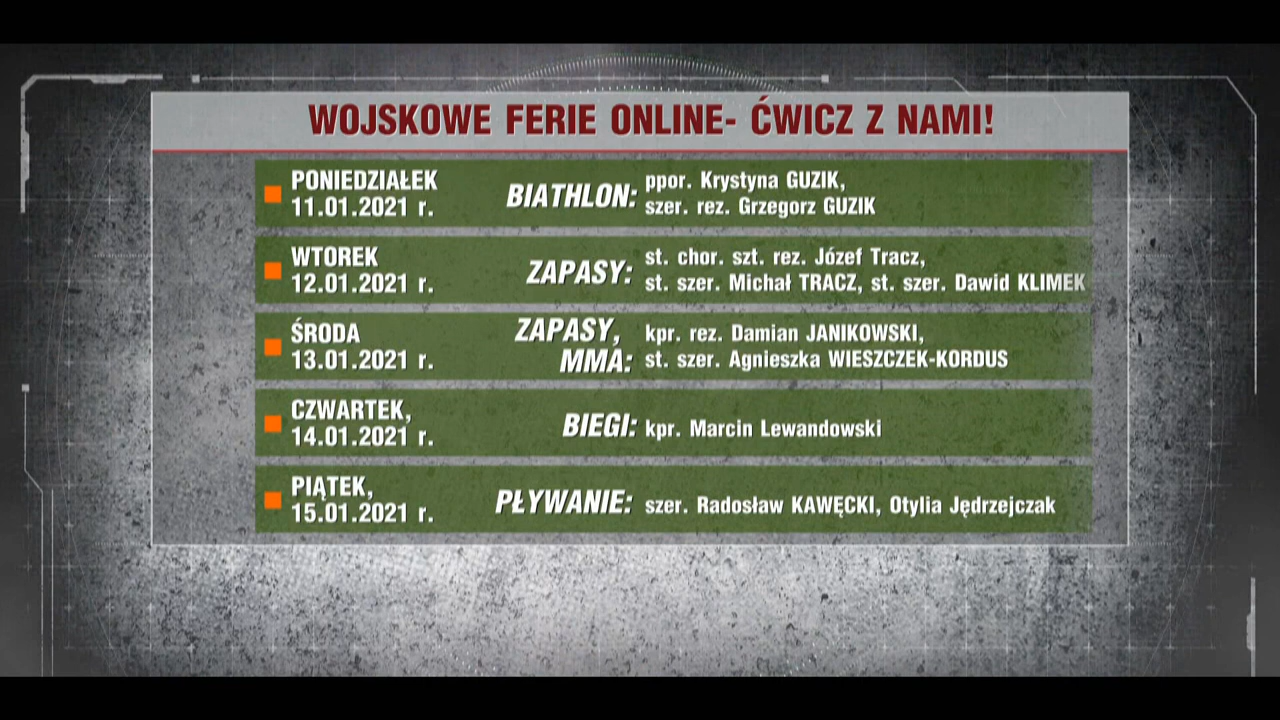 WOJSKOWE FERIE ONLINE- ĆWICZ Z NAMI!
PONIEDZIAŁEK
11.01.2021 r.
BIATHLON:
ppor. Krystyna GUZIK,
szer. rez. Grzegorz GUZIK
WTOREK
12.01.2021 r.
ZAPASY:
st. chor. szt. rez. Józef Tracz,
st. szer. Michał TRACZ, st. szer. Dawid KLIMEK
ŚRODA
13.01.2021 r.
ZAPASY,
MMA:
kpr. rez. Damian JANIKOWSKI,
st. szer. Agnieszka WIESZCZEK-KORDUS
CZWARTEK,
14.01.2021 r.
BIEGI:
kpr. Marcin Lewandowski
PIĄTEK,
15.01.2021 r.
PŁYWANIE:
szer. Radosław KAWĘCKI, Otylia Jędrzejczak